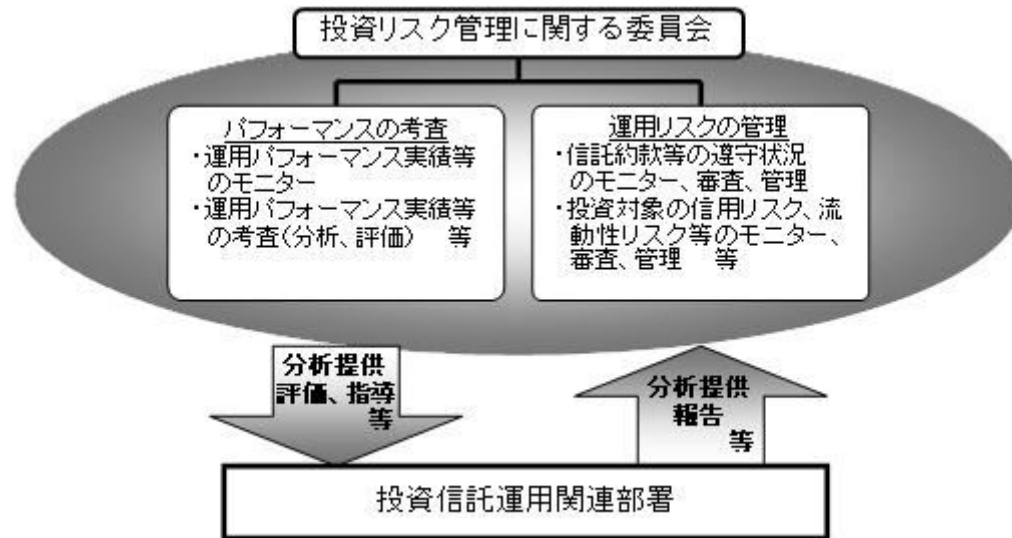 投資リスク管理に関する委員会
パフォーマンスの考査
・運用パフォーマンス実績等
のモニター
・運用パフォーマンス実績等
の考査(分析、評価) 等
運用リスクの管理
・信託約款等の遵守状況
のモニター、審査、管理
・投資対象の信用リスク、流
動性リスク等のモニター、
審査、管理 等
分析提供
評価、指導
等
分析提供
報告
等
投資信託運用関連部署